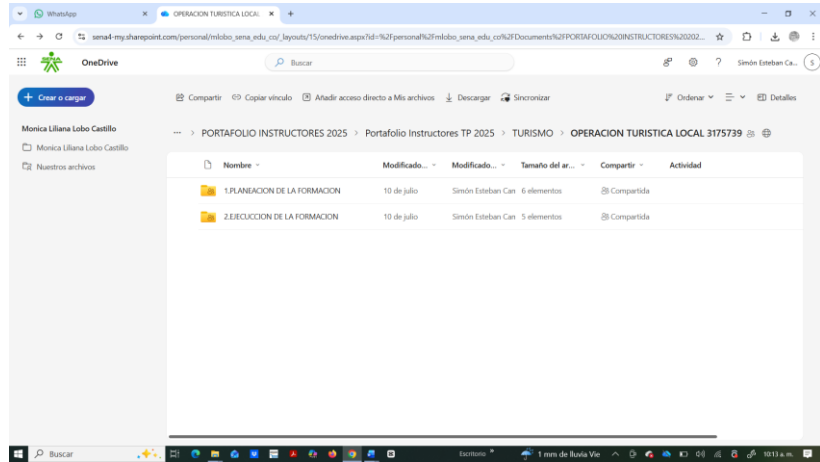 WhatsApp
OPERACION TURISTICA LOCAL
sena4-my.sharepoint.com/personal/mlobo_sena_edu_co/_layouts/15/onedrive.aspx?id=%2Fpersonal%2Fmlobo_sena_edu_co%2FDocuments%2FPORTAFOLIO%20INSTRUCTORES%20202...
SENA
OneDrive
Buscar
Simón Esteban Ca...
S
+ Crear o cargar
Compartir
Copiar vínculo
Añadir acceso directo a Mis archivos
Descargar
Sincronizar
Ordenar
Detalles
Monica Liliana Lobo Castillo
Monica Liliana Lobo Castillo
Nuestros archivos
... > PORTAFOLIO INSTRUCTORES 2025 > Portafolio Instructores TP 2025 > TURISMO > OPERACION TURISTICA LOCAL 3175739
Nombre Modificado... Modificado... Tamaño del ar... Compartir Actividad
1.PLANEACION DE LA FORMACION 10 de julio Simón Esteban Can 6 elementos Compartida
2.EJECUCCION DE LA FORMACION 10 de julio Simón Esteban Can 5 elementos Compartida
Buscar
Escritorio
1 mm de lluvia Vie
10:13 a. m.